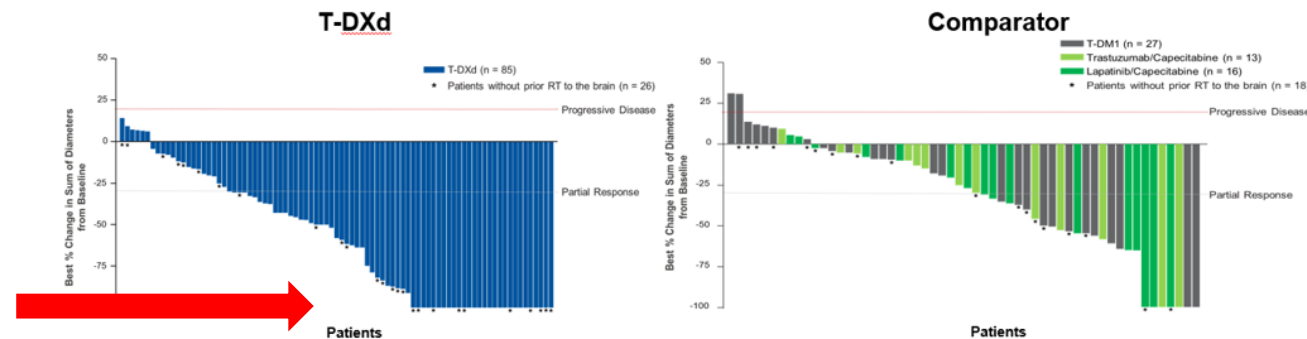 T-DXd
Comparator
50
25
0
-25
-50
-75
Best % Change in Sum of Diameters
from Baseline
T-DXd (n = 85)
* Patients without prior RT to the brain (n = 26)
Progressive Disease
Partial Response
Patients
50
25
0
-25
-50
-75
-100
Best % Change in Sum of Diameters
from Baseline
T-DM1 (n = 27)
Trastuzumab/Capecitabine (n = 13)
Lapatinib/Capecitabine (n = 16)
* Patients without prior RT to the brain (n = 18
Progressive Disease
Partial Response
Patients